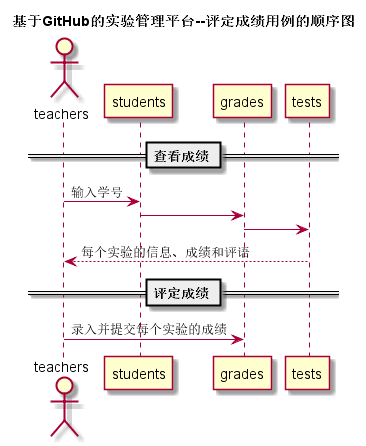 基于GitHub的实验管理平台--评定成绩用例的顺序图
teachers
students
grades
tests
查看成绩
输入学号
每个实验的信息、成绩和评语
评定成绩
录入并提交每个实验的成绩
teachers
students
grades
tests